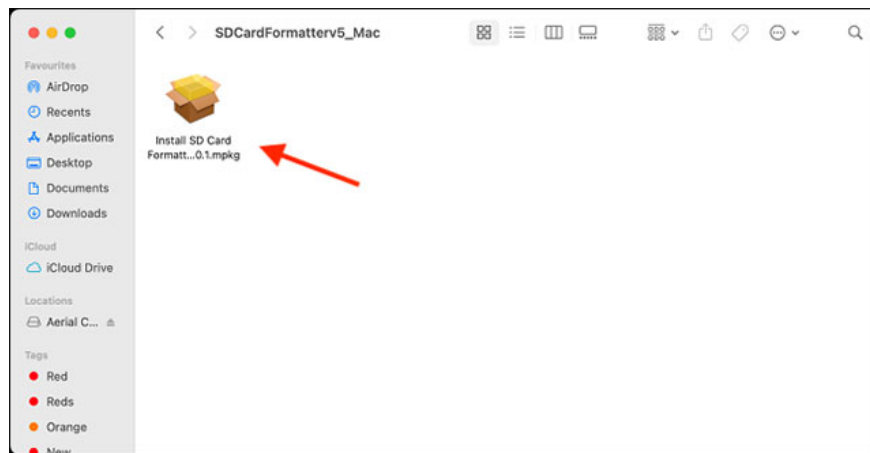 SDCardFormatterv5_Mac
Favourites
AirDrop
Recents
Applications
Desktop
Documents
Downloads
iCloud
iCloud Drive
Locations
Aerial C...
Tags
Red
Reds
Orange
New
Install SD Card
Formatt...0.1.mpkg